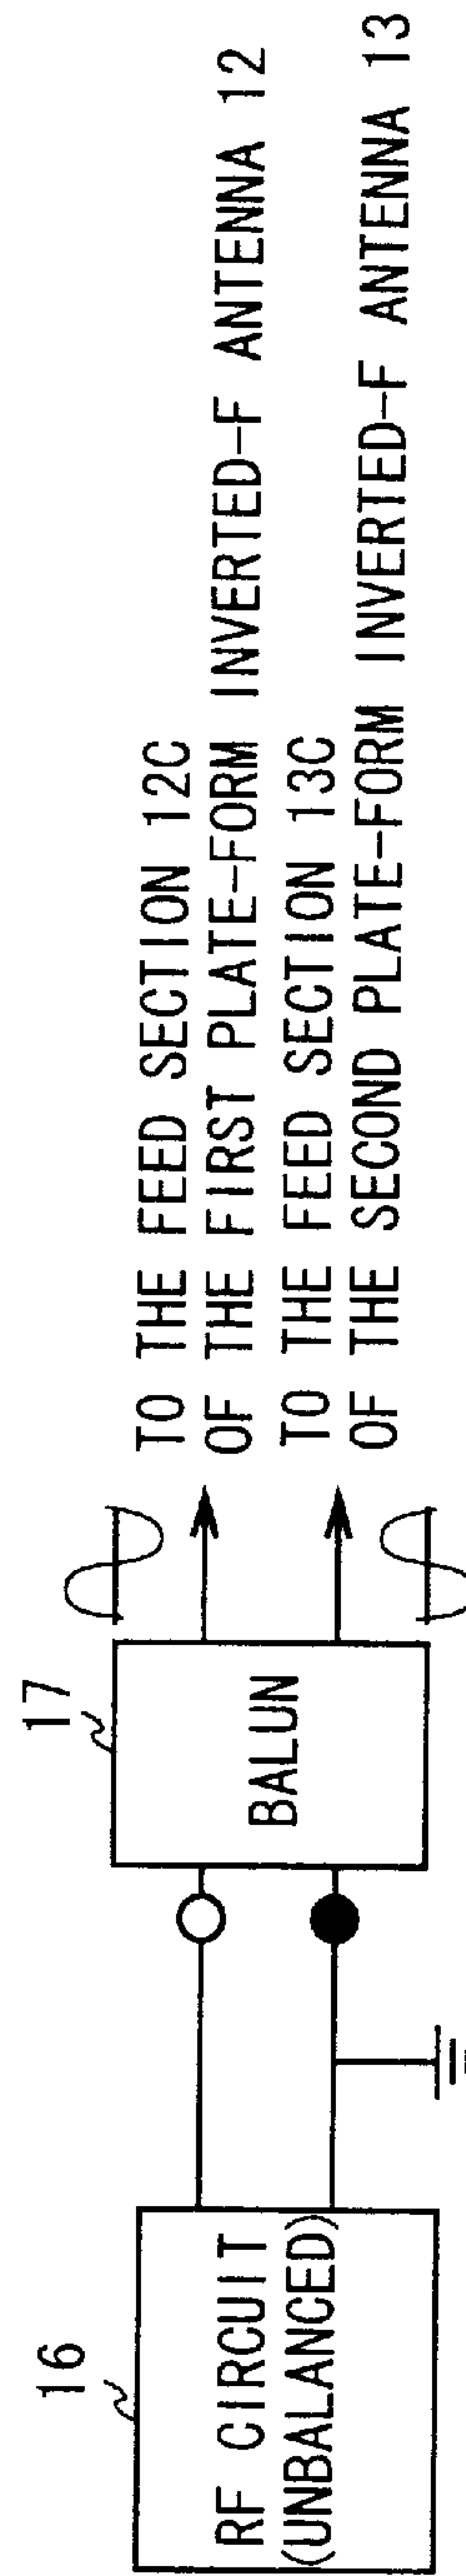 16
RF CIRCUIT
(UNBALANCED)
17
BALUN
TO THE FEED SECTION 12C
OF THE FIRST PLATE-FORM INVERTED-F ANTENNA 12
TO THE FEED SECTION 13C
OF THE SECOND PLATE-FORM INVERTED-F ANTENNA 13